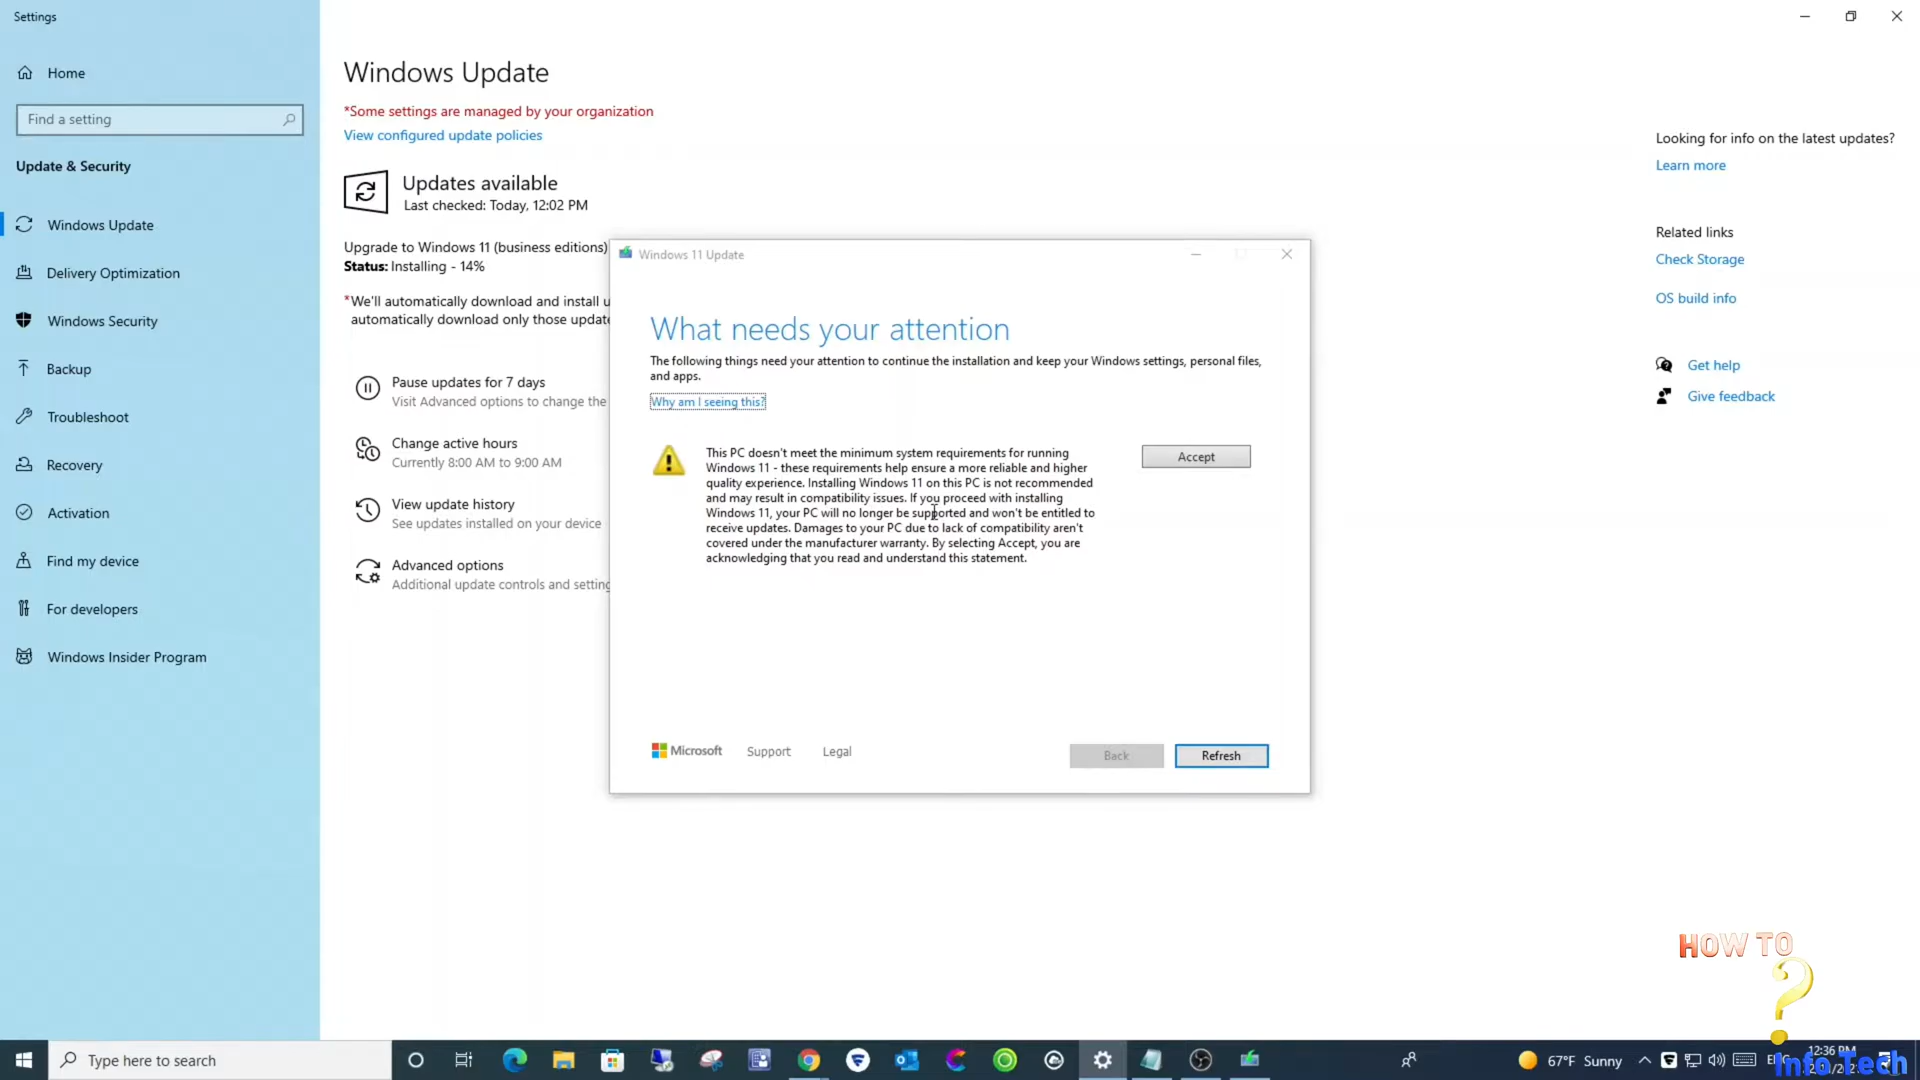 Settings
Home
Find a setting
Update & Security
Windows Update
Delivery Optimization
Windows Security
Backup
Troubleshoot
Recovery
Activation
Find my device
For developers
Windows Insider Program
Windows Update
*Some settings are managed by your organization
View configured update policies
Updates available
Last checked: Today, 12:02 PM
Upgrade to Windows 11 (business editions)
Status: Installing - 14%
*We'll automatically download and install
automatically download only those
Pause updates for 7 days
Visit Advanced options to change the
Change active hours
Currently 8:00 AM to 9:00 AM
View update history
See updates installed on your device
Advanced options
Additional update controls and
Windows 11 Update
What needs your attention
The following things need your attention to continue the installation and keep your Windows settings, personal files,
and apps.
Why am I seeing this?
This PC doesn't meet the minimum system requirements for running
Windows 11 - these requirements help ensure a more reliable and higher
quality experience. Installing Windows 11 on this PC is not recommended
and may result in compatibility issues. If you proceed with installing
Windows 11, your PC will no longer be supported and won't be entitled to
receive updates. Damages to your PC due to lack of compatibility aren't
covered under the manufacturer warranty. By selecting Accept, you are
acknowledging that you read and understand this statement.
Accept
Microsoft
Support
Legal
Back
Refresh
Looking for info on the latest updates?
Learn more
Related links
Check Storage
OS build info
Get help
Give feedback
HOW TO
?
Info Tech
Type here to search
67°F Sunny
12:36 PM